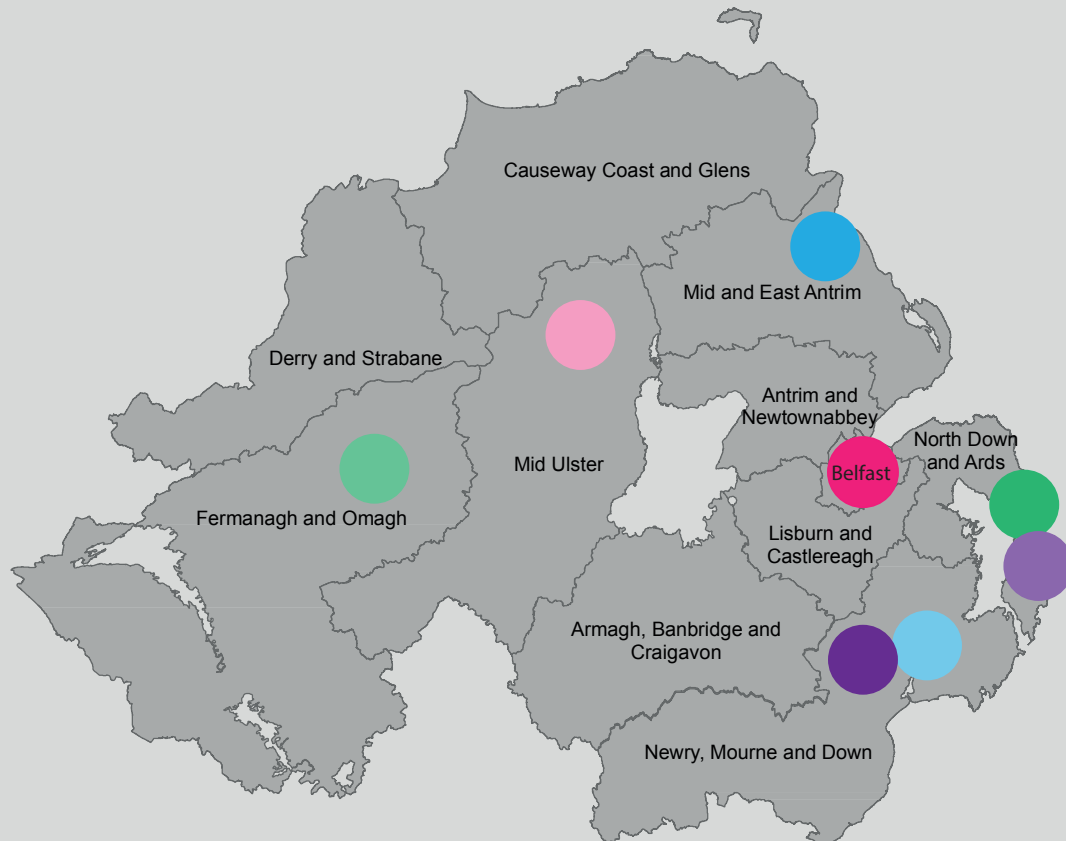 Causeway Coast and Glens
Mid and East Antrim
Derry and Strabane
Antrim and
Newtownabbey
North Down
and Ards
Mid Ulster
Belfast
Fermanagh and Omagh
Lisburn and
Castlereagh
Armagh, Banbridge and
Craigavon
Newry, Mourne and Down